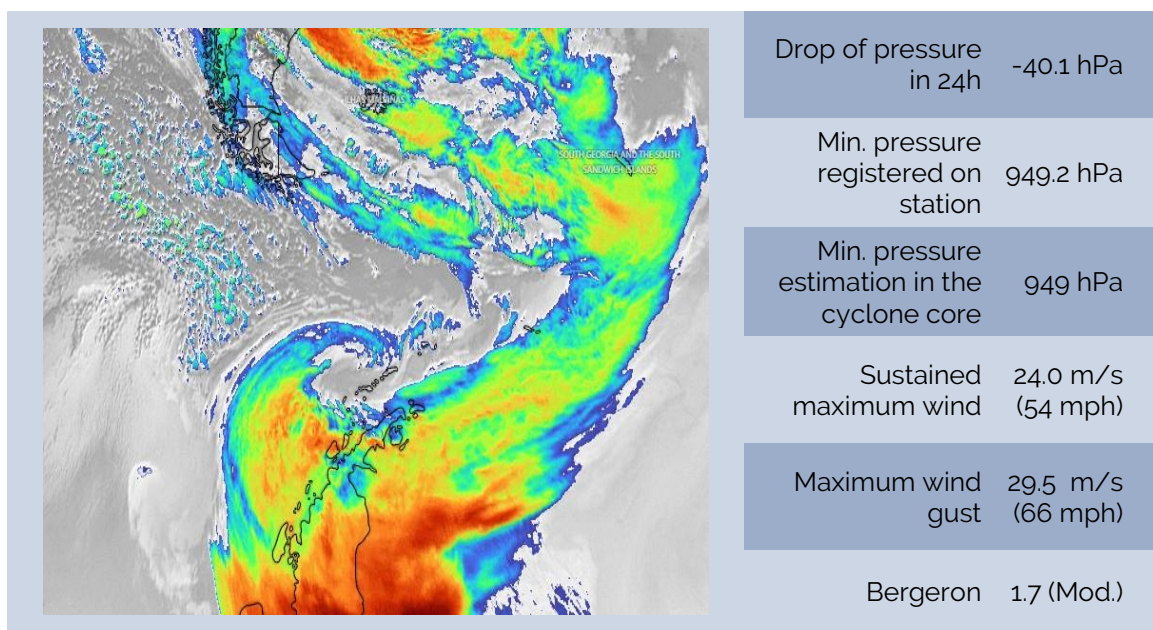 Drop of pressure
in 24h
-40.1 hPa
Min. pressure
registered on
station
949.2 hPa
Min. pressure
estimation in the
cyclone core
949 hPa
Sustained
maximum wind
24.0 m/s
(54 mph)
Maximum wind
gust
29.5 m/s
(66 mph)
Bergeron
1.7 (Mod.)
SOUTH GEORGIA AND THE SOUTH
SANDWICH ISLANDS